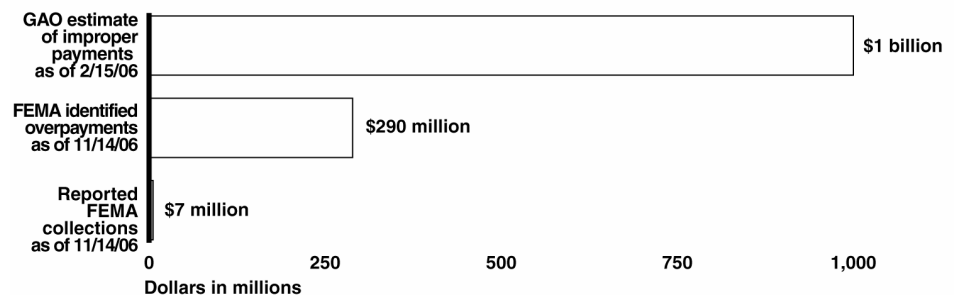 GAO estimate
of improper
payments
as of 2/15/06
$1 billion
FEMA identified
overpayments
as of 11/14/06
$290 million
Reported
FEMA
collections
as of 11/14/06
$7 million
0 250 500 750 1,000
Dollars in millions